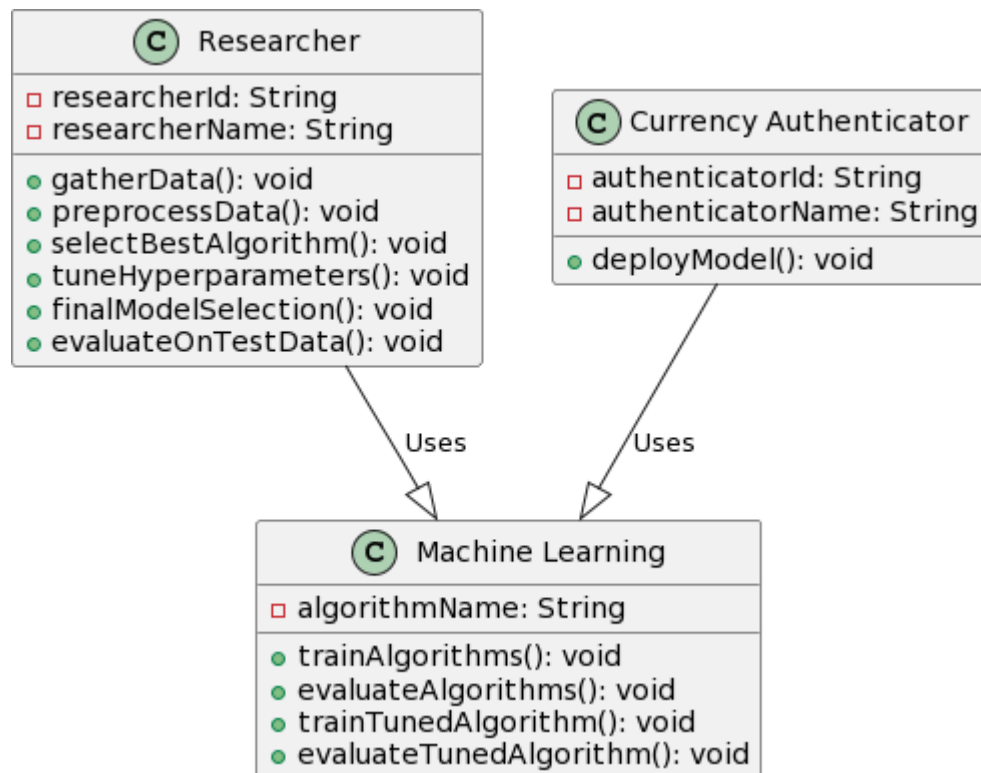 C Researcher
researcherId: String
researcherName: String
gatherData(): void
preprocessData(): void
selectBestAlgorithm(): void
tuneHyperparameters(): void
finalModelSelection(): void
evaluateOnTestData(): void
C Currency Authenticator
authenticatorId: String
authenticatorName: String
deployModel(): void
Uses
Uses
C Machine Learning
algorithmName: String
trainAlgorithms(): void
evaluateAlgorithms(): void
trainTunedAlgorithm(): void
evaluateTunedAlgorithm(): void